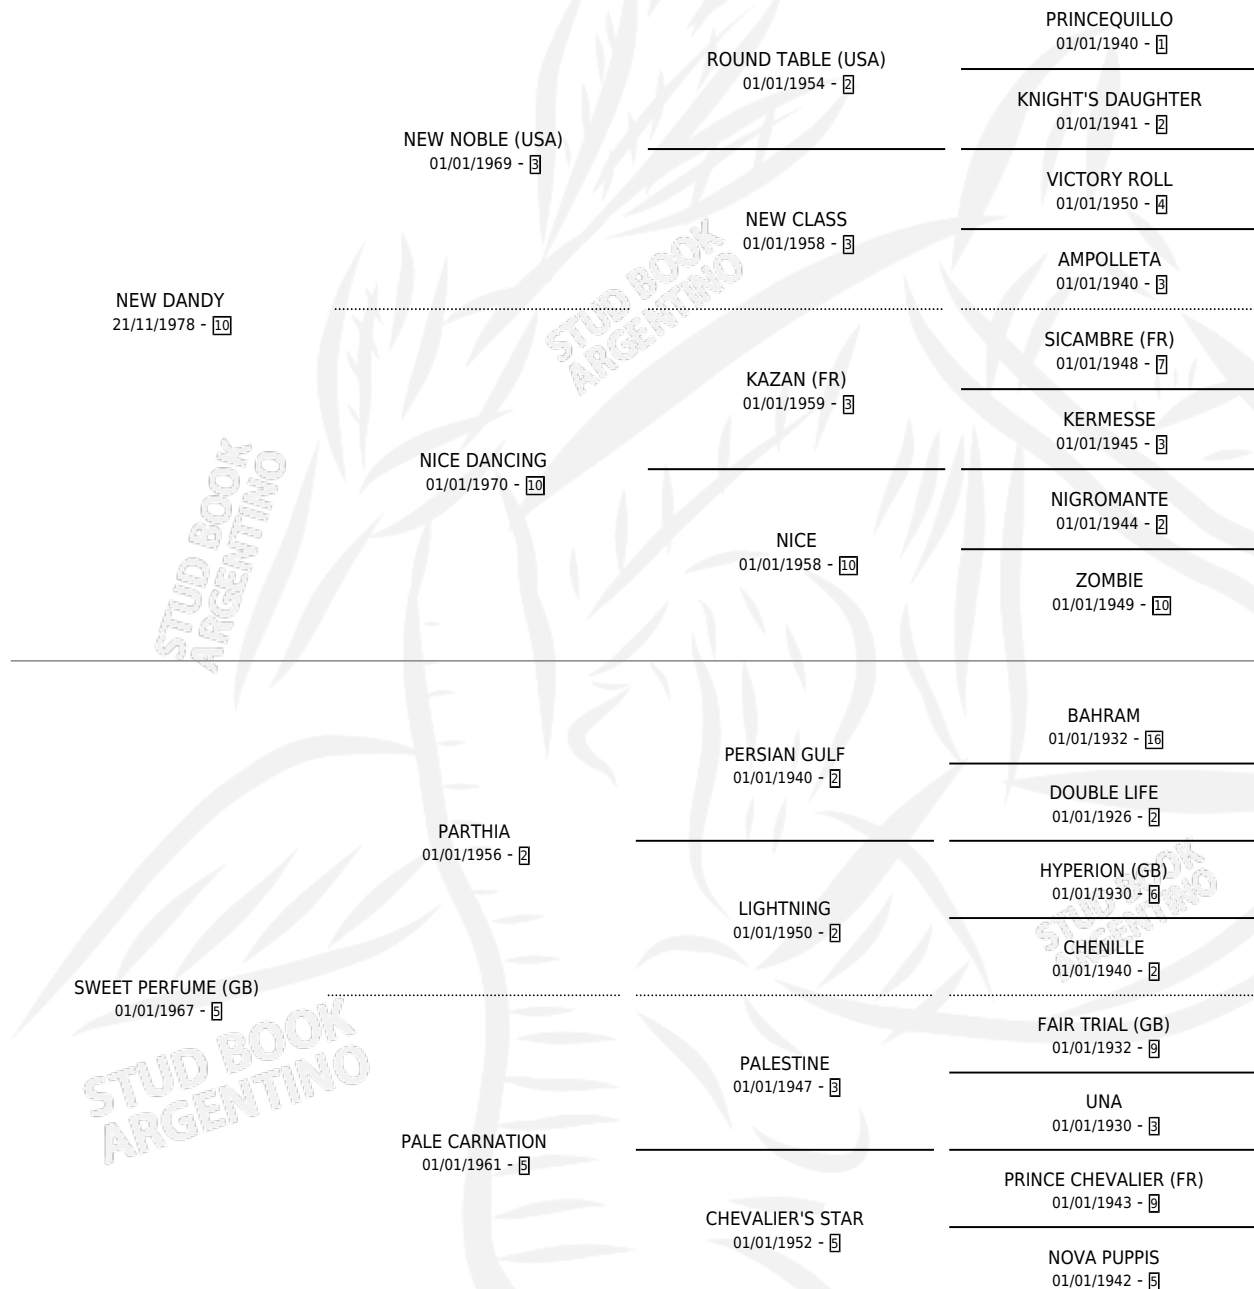 PRINCEQUILLO
01/01/1940 - 1
ROUND TABLE (USA)
01/01/1954 - 2
KNIGHT'S DAUGHTER
01/01/1941 - 2
NEW NOBLE (USA)
01/01/1969 - 3
VICTORY ROLL
01/01/1950 - 4
NEW CLASS
01/01/1958 - 3
AMPOLLETA
01/01/1940 - 3
NEW DANDY
21/11/1978 - 10
SICAMBRE (FR)
01/01/1948 - 7
KAZAN (FR)
01/01/1959 - 3
KERMESSE
01/01/1945 - 3
NICE DANCING
01/01/1970 - 10
NIGROMANTE
01/01/1944 - 2
NICE
01/01/1958 - 10
ZOMBIE
01/01/1949 - 10
BAHRAM
01/01/1932 - 16
PERSIAN GULF
01/01/1940 - 2
DOUBLE LIFE
01/01/1926 - 2
PARTHIA
01/01/1956 - 2
HYPERION (GB)
01/01/1930 - 6
LIGHTNING
01/01/1950 - 2
CHENILLE
01/01/1940 - 2
SWEET PERFUME (GB)
01/01/1967 - 5
FAIR TRIAL (GB)
01/01/1932 - 9
PALESTINE
01/01/1947 - 3
UNA
01/01/1930 - 3
PALE CARNATION
01/01/1961 - 5
PRINCE CHEVALIER (FR)
01/01/1943 - 9
CHEVALIER'S STAR
01/01/1952 - 5
NOVA PUPPIS
01/01/1942 - 5
STUD BOOK
ARGENTINO
STUD BOOK
ARGENTINO
STUD BOOK
ARGENTINO
STUD BOOK
ARGENTINO